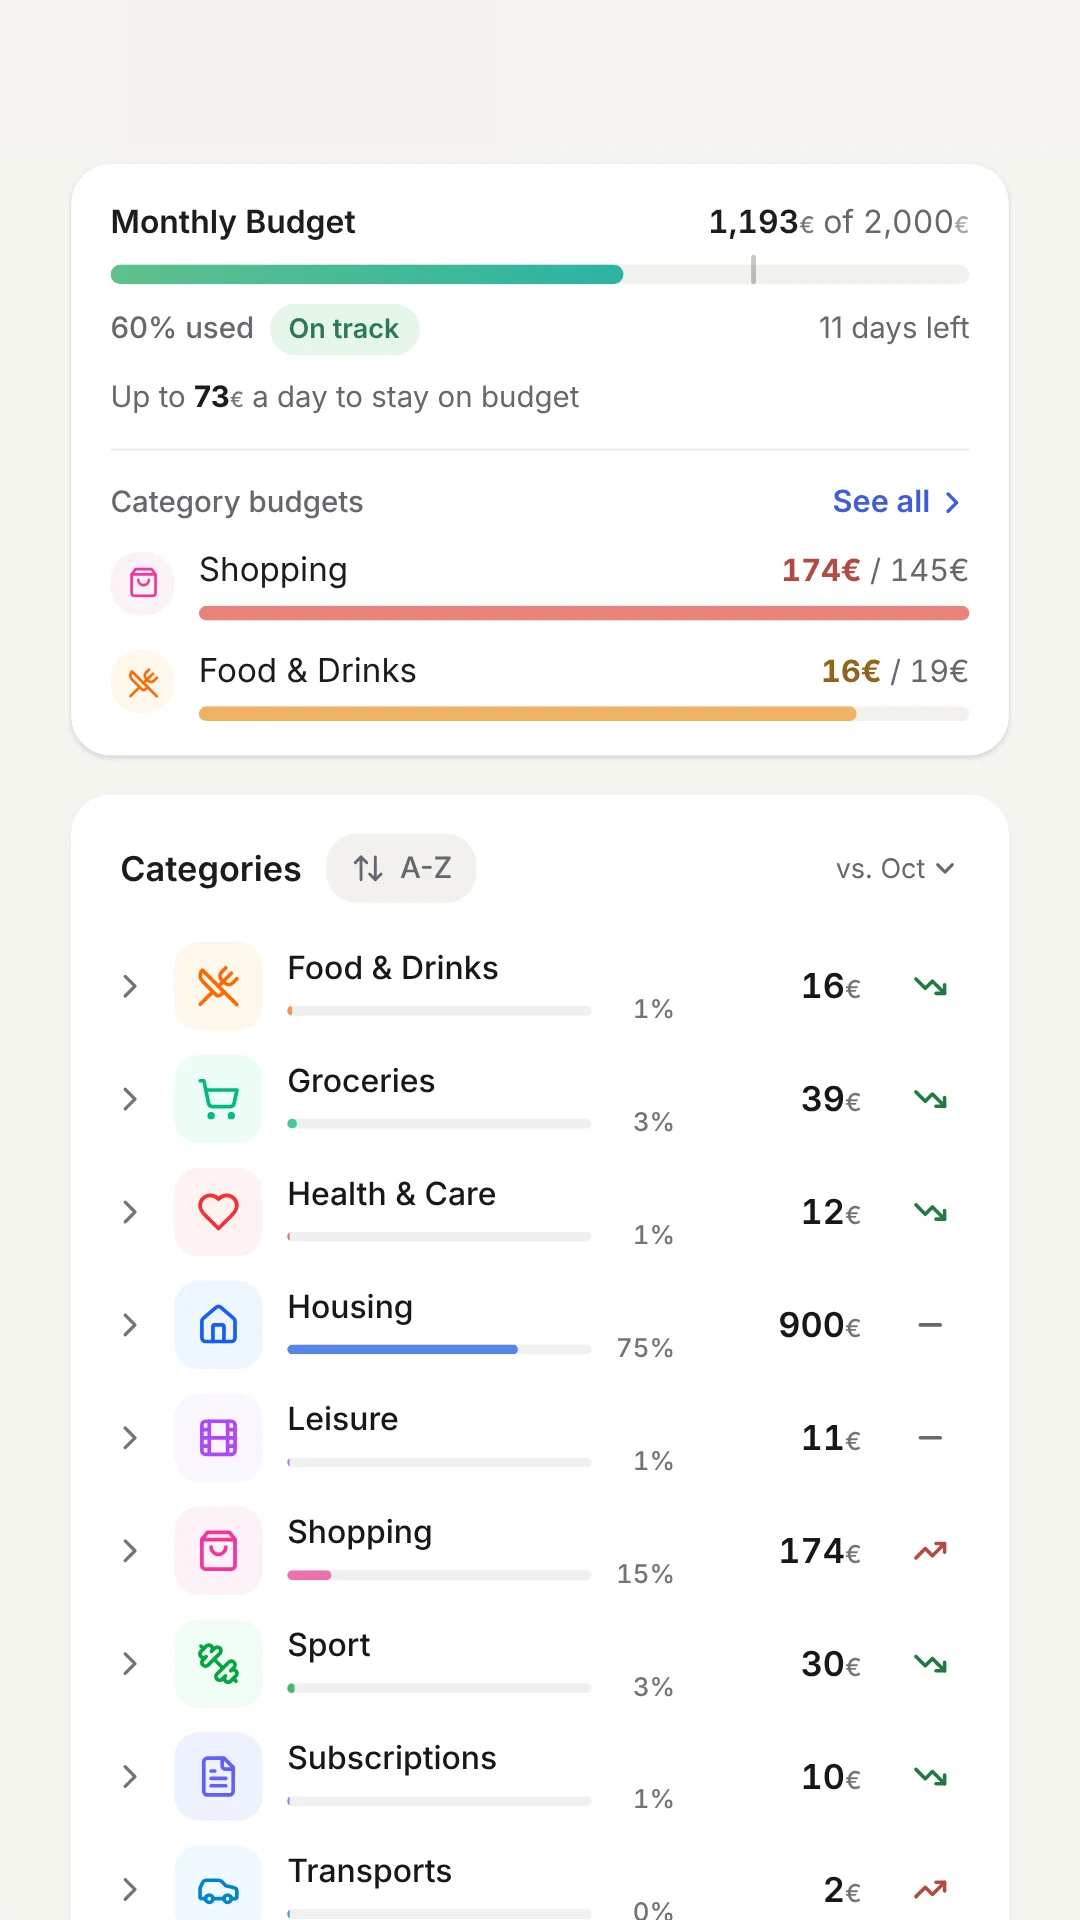 Monthly Budget 1,193€ of 2,000€
60% used On track 11 days left
Up to 73€ a day to stay on budget
Category budgets See all
Shopping 174€ / 145€
Food & Drinks 16€ / 19€
Categories A-Z vs. Oct
Food & Drinks 1% 16€
Groceries 3% 39€
Health & Care 1% 12€
Housing 75% 900€
Leisure 1% 11€
Shopping 15% 174€
Sport 3% 30€
Subscriptions 1% 10€
Transports 0% 2€